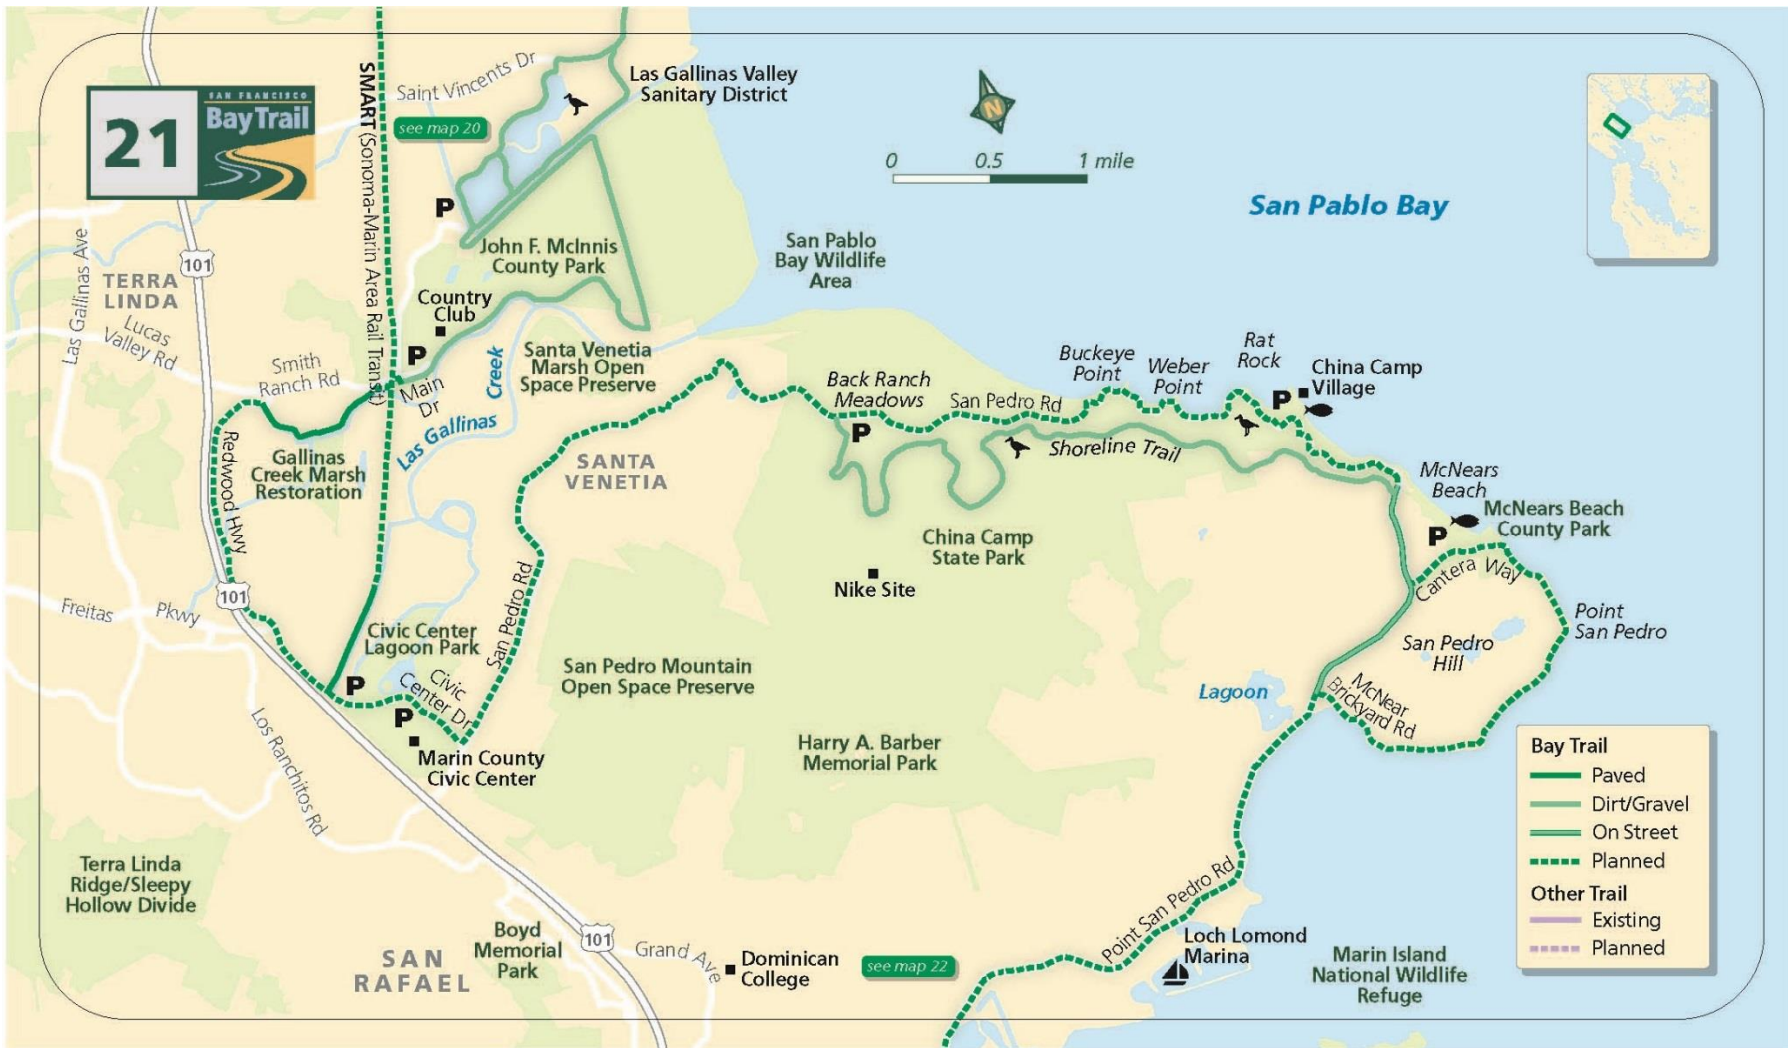 21
SAN FRANCISCO
Bay Trail
SMART (Sonoma-Marin Area Rail Transit)
Saint Vincents Dr
see map 20
Las Gallinas Valley
Sanitary District
N
0 0.5 1 mile
San Pablo Bay
P
John F. McInnis
County Park
San Pablo
Bay Wildlife
Area
101
TERRA
LINDA
Las Gallinas Ave
Lucas
Valley Rd
Smith
Ranch Rd
Country
Club
P
Main
Dr
Las Gallinas
Creek
Santa Venetia
Marsh Open
Space Preserve
Back Ranch
Meadows
P
San Pedro Rd
Buckeye
Point
Weber
Point
Rat
Rock
China Camp
Village
P
Shoreline Trail
Redwood Hwy
Gallinas
Creek Marsh
Restoration
SANTA
VENETIA
McNears
Beach
McNears Beach
County Park
P
China Camp
State Park
Nike Site
Cantera Way
Point
San Pedro
San Pedro
Hill
101
Freitas Pkwy
Civic Center
Lagoon Park
San Pedro Rd
P
Civic
Center Dr
P
Marin County
Civic Center
San Pedro Mountain
Open Space Preserve
Lagoon
McNear
Brickyard Rd
Los Ranchitos Rd
Harry A. Barber
Memorial Park
Terra Linda
Ridge/Sleepy
Hollow Divide
SAN
RAFAEL
Boyd
Memorial
Park
101
Grand Ave
Dominican
College
see map 22
Point San Pedro Rd
Loch Lomond
Marina
Marin Island
National Wildlife
Refuge
Bay Trail
Paved
Dirt/Gravel
On Street
Planned
Other Trail
Existing
Planned